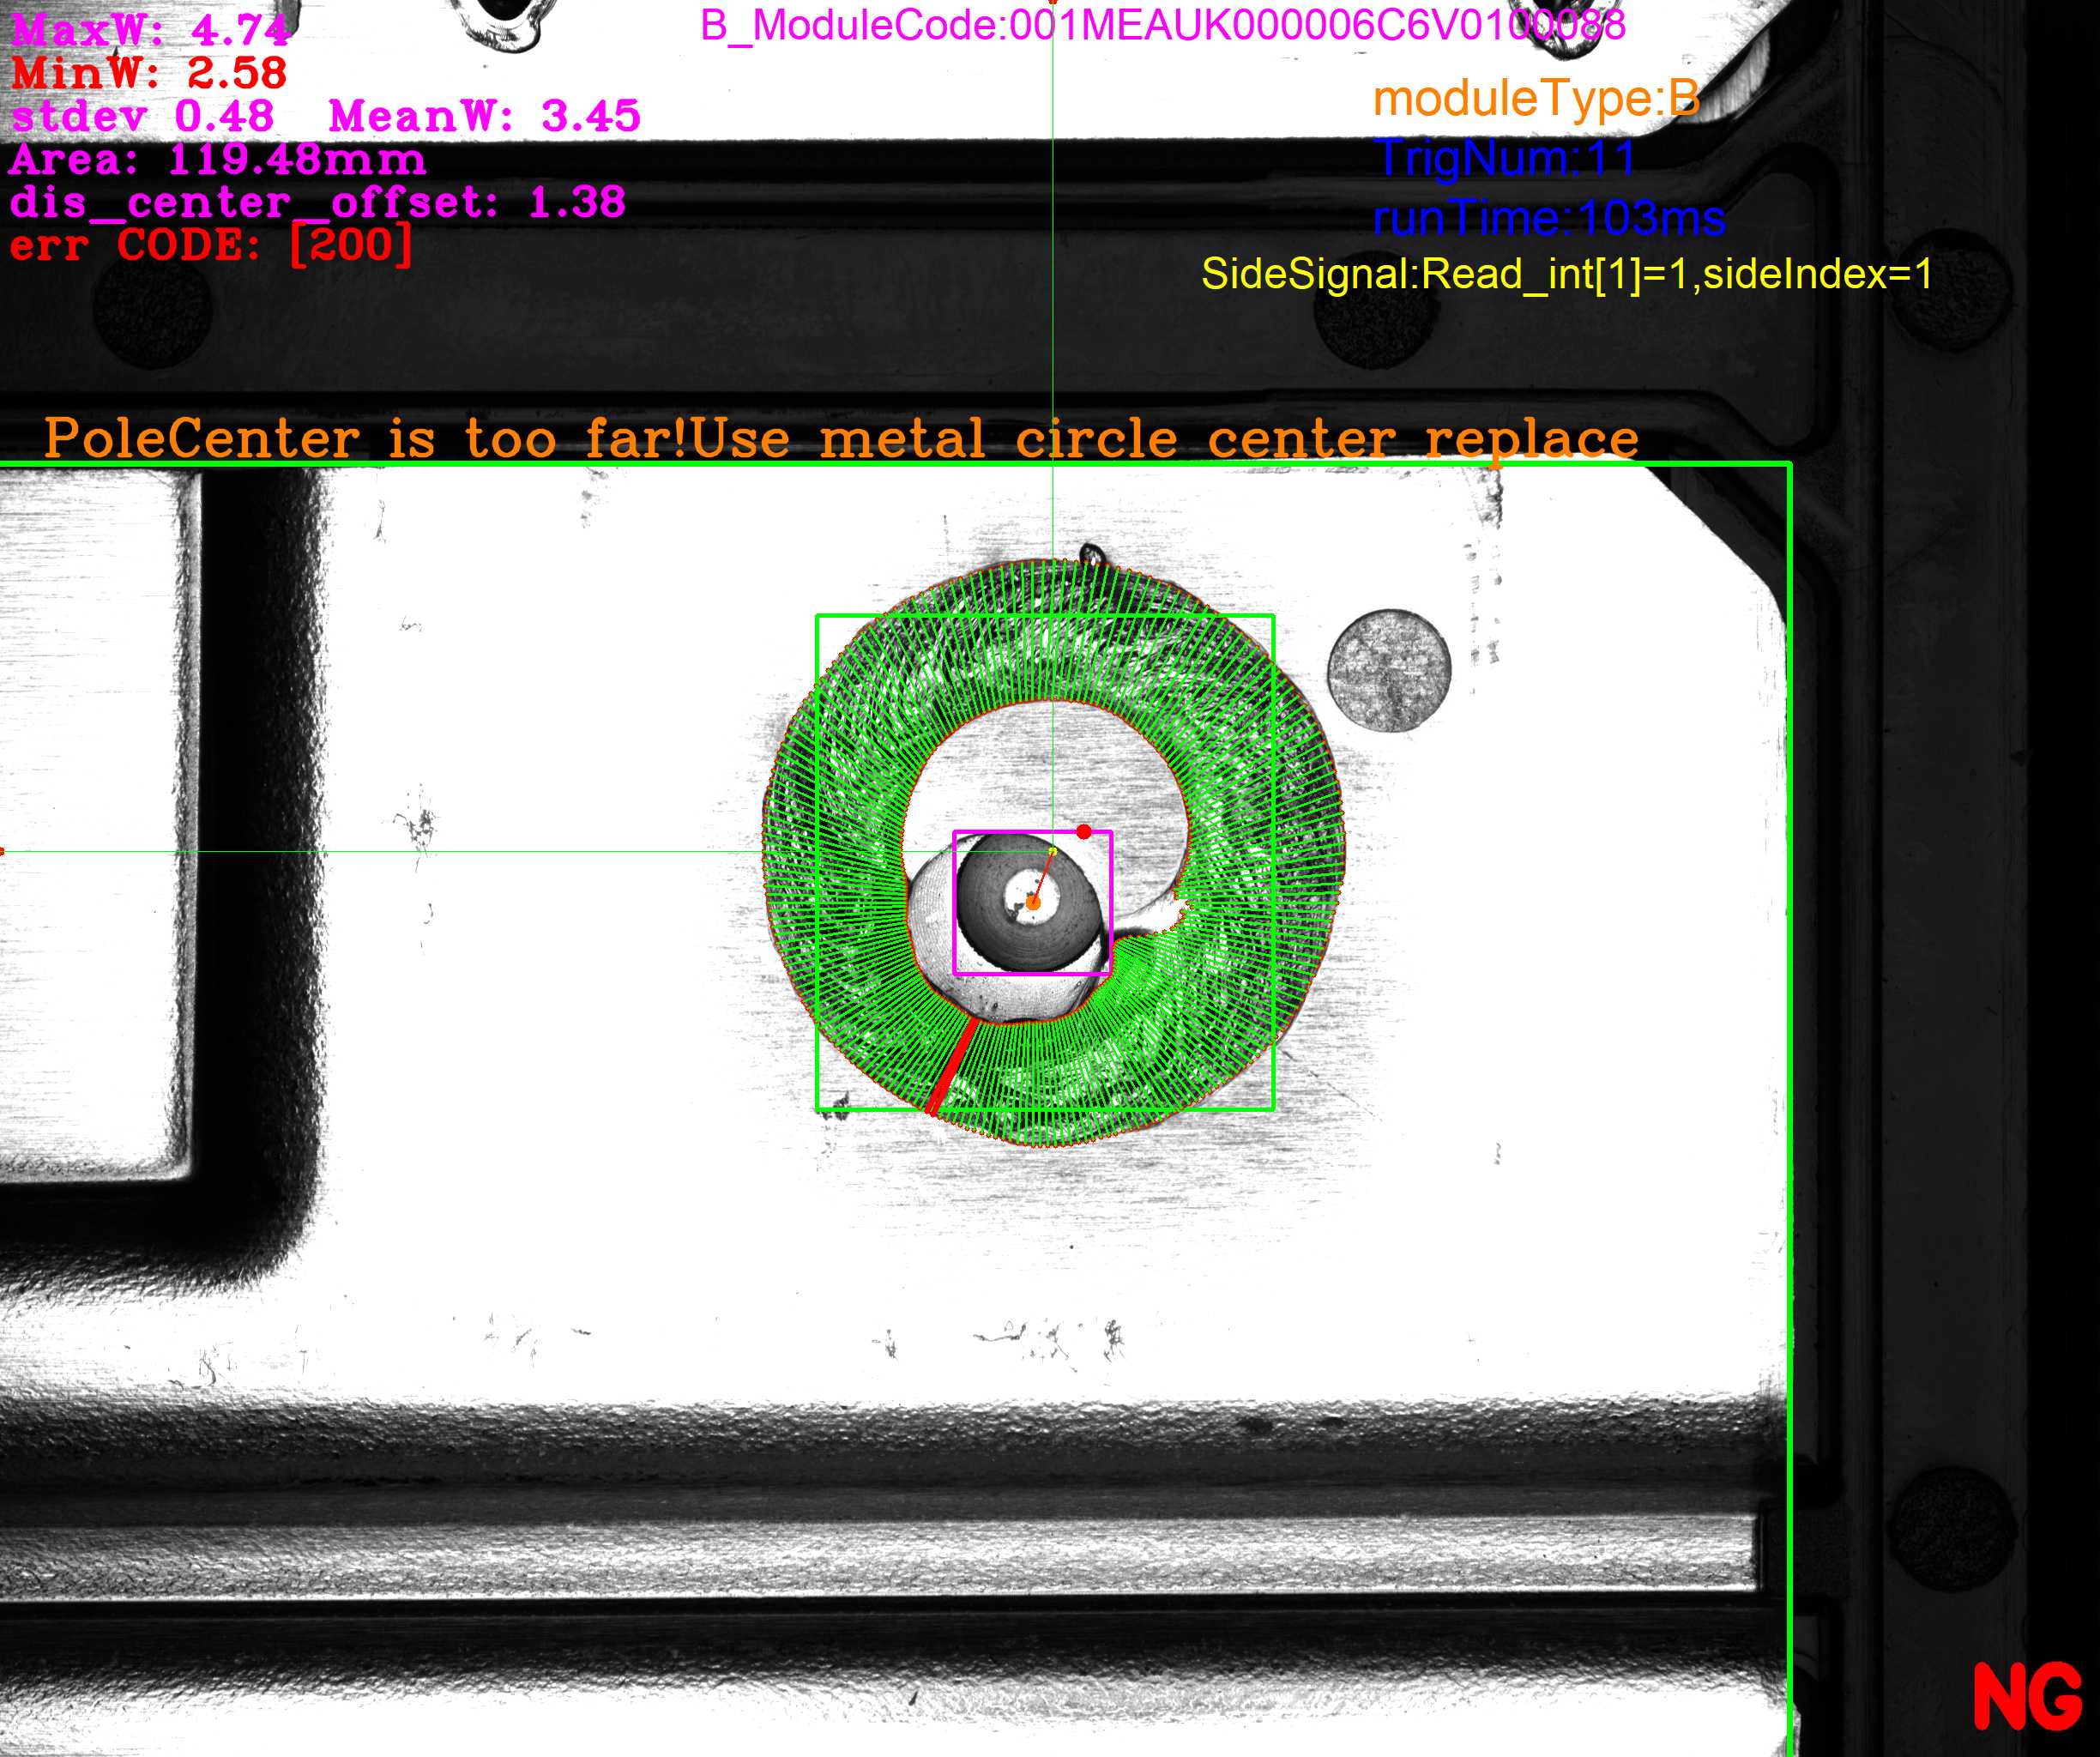 MaxW: 4.74
MinW: 2.58
stdev 0.48 MeanW: 3.45
Area: 119.48mm
dis_center_offset: 1.38
err CODE: [200]
B_ModuleCode:001MEAUK000006C6V0100088
moduleType:B
TrigNum:11
runTime:103ms
SideSignal:Read_int[1]=1,sideIndex=1
PoleCenter is too far!Use metal circle center replace
NG